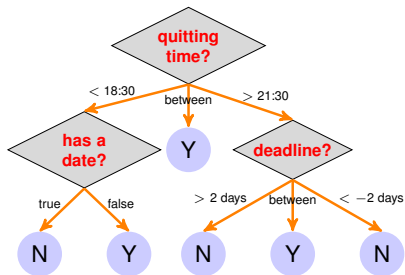 quitting
time?
< 18:30
between
> 21:30
has a
date?
Y
deadline?
true
false
> 2 days
between
< −2 days
N
Y
N
Y
N